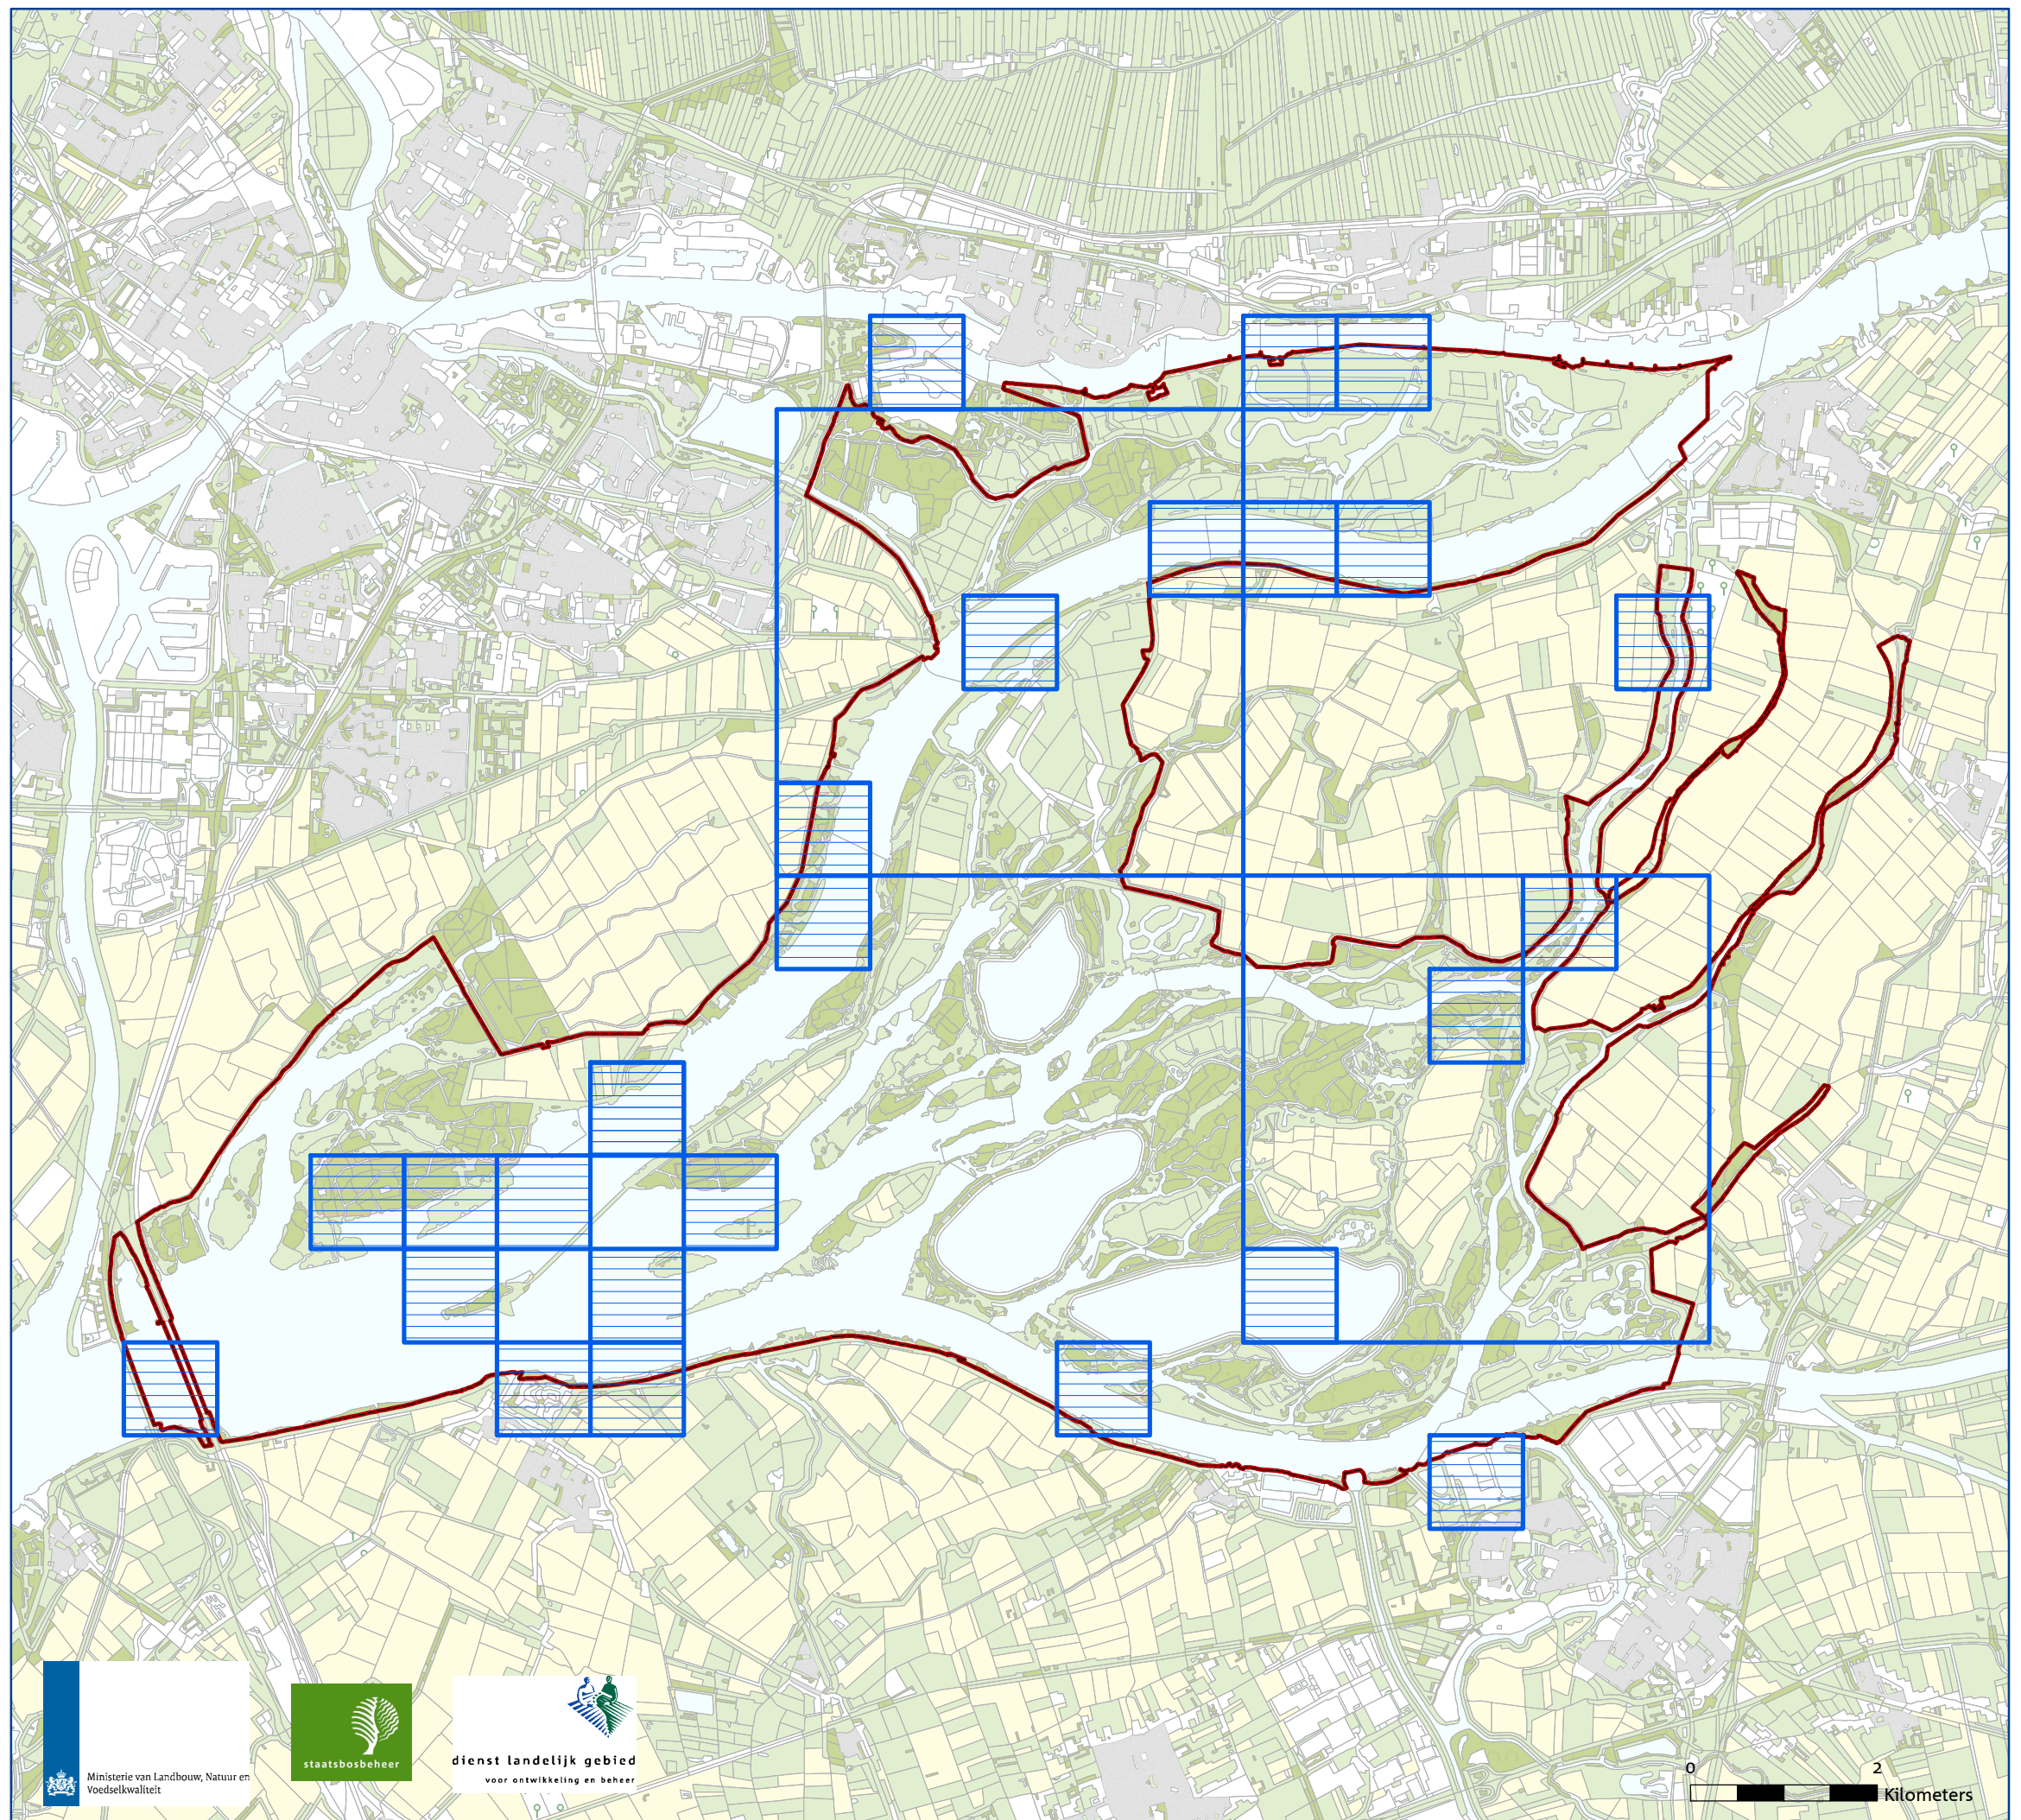 Ministerie van Landbouw, Natuur en
Voedselkwaliteit
staatsbosbeheer
dienst landelijk gebied
voor ontwikkeling en beheer
0 2
Kilometers